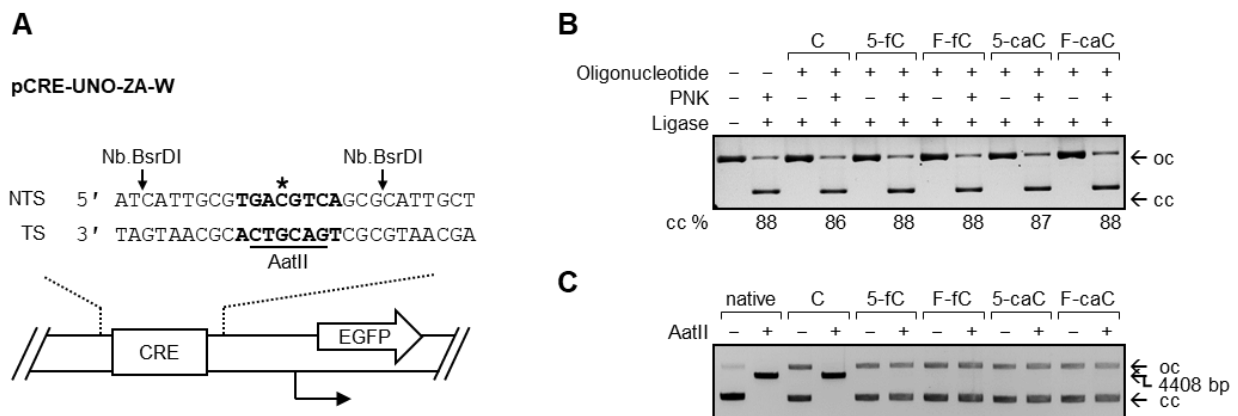 A
pCRE-UNO-ZA-W
Nb.BsrDI Nb.BsrDI
*
NTS 5′ ATCATTGCGTGACGTCAGCGCATTGCT
TS 3′ TAGTAACGCACTGCAGTCGCGTAACGA
AatII
CRE
EGFP
B
C 5-fC F-fC 5-caC F-caC
Oligonucleotide – – + + + + + + + + + +
PNK – + – + – + – + – + – +
Ligase – + + + + + + + + + + +
← oc
← cc
cc % 88 86 88 88 87 88
C
native C 5-fC F-fC 5-caC F-caC
AatII – + – + – + – + – + – +
← oc
4408 bp
← cc